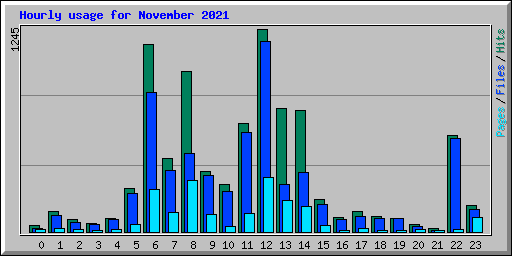 Hourly usage for November 2021
1245
Pages / Files / Hits
0 1 2 3 4 5 6 7 8 9 10 11 12 13 14 15 16 17 18 19 20 21 22 23